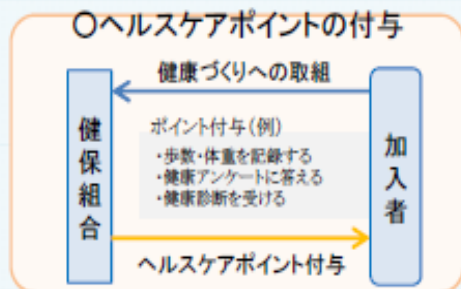 〇ヘルスケアポイントの付与
健康づくりへの取組
健保組合
ポイント付与(例)
・歩数・体重を記録する
・健康アンケートに答える
・健康診断を受ける
加入者
ヘルスケアポイント付与